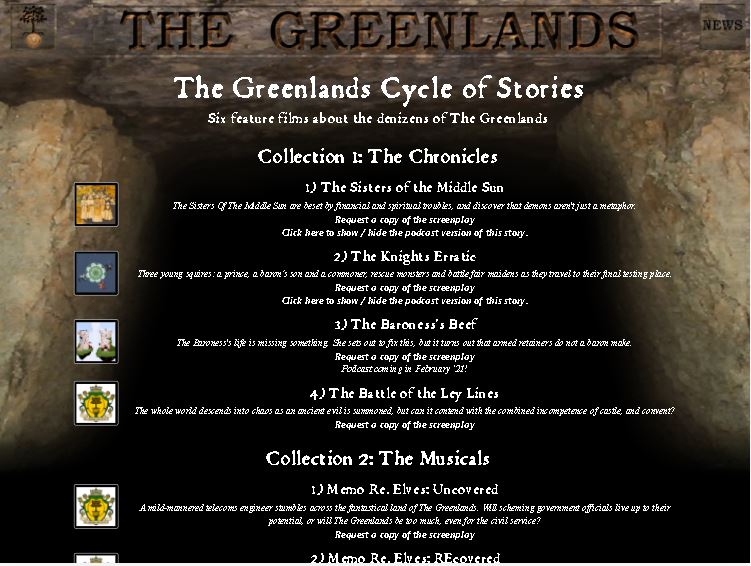 THE GREENLANDS
NEWS
The Greenlands Cycle of Stories
Six feature films about the denizens of The Greenlands
Collection 1: The Chronicles
1) The Sisters of the Middle Sun
The Sisters Of The Middle Sun are beset by financial and spiritual troubles, and discover that demons aren't just a metaphor.
Request a copy of the screenplay
Click here to show / hide the podcast version of this story.
2) The Knights Erratic
Three young squires: a prince, a baron's son and a commoner, rescue monsters and battle fair maidens as they travel to their final testing place.
Request a copy of the screenplay
Click here to show / hide the podcast version of this story.
3) The Baroness's Beef
The Baroness's life is missing something. She sets out to fix this, but it turns out that armed retainers do not a baron make.
Request a copy of the screenplay
Podcast coming in February '21!
4) The Battle of the Ley Lines
The whole world descends into chaos as an ancient evil is summoned, but can it contend with the combined incompetence of castle, and convent?
Request a copy of the screenplay
Collection 2: The Musicals
1) Memo Re. Elves: Uncovered
A mild-mannered telecoms engineer stumbles across the fantastical land of The Greenlands. Will scheming government officials live up to their
potential, or will The Greenlands be too much, even for the civil service?
Request a copy of the screenplay
2) Memo Re. Elves: REcovered